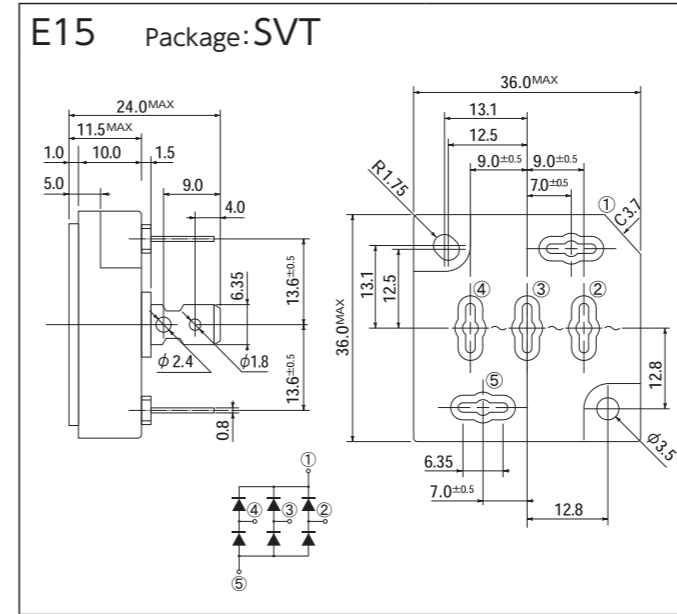 E15 Package:SVT
24.0MAX
11.5MAX
1.0 10.0 1.5
5.0
9.0
4.0
6.35
13.6±0.5
13.6±0.5
ϕ2.4
ϕ1.8
0.8
36.0MAX
13.1
12.5
9.0±0.5 9.0±0.5
7.0±0.5
R1.75
①
C3.7
36.0MAX
13.1
12.5
④ ③ ②
~ ~
⑤
12.8
6.35
7.0±0.5
12.8
ϕ3.5
①
④ ③ ②
⑤